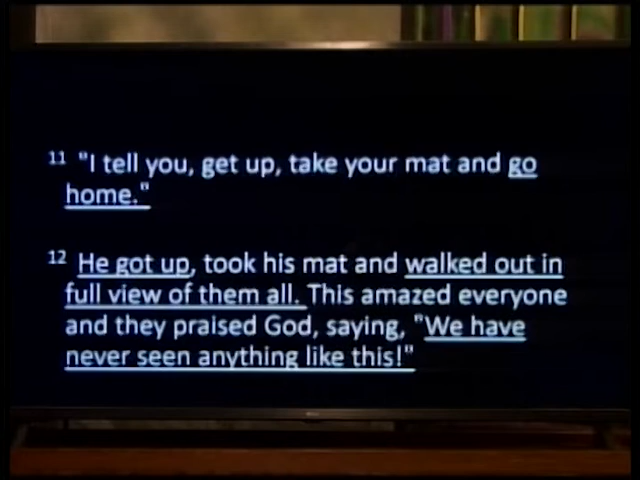 11 "I tell you, get up, take your mat and go
home."
12 He got up, took his mat and walked out in
full view of them all. This amazed everyone
and they praised God, saying, "We have
never seen anything like this!"